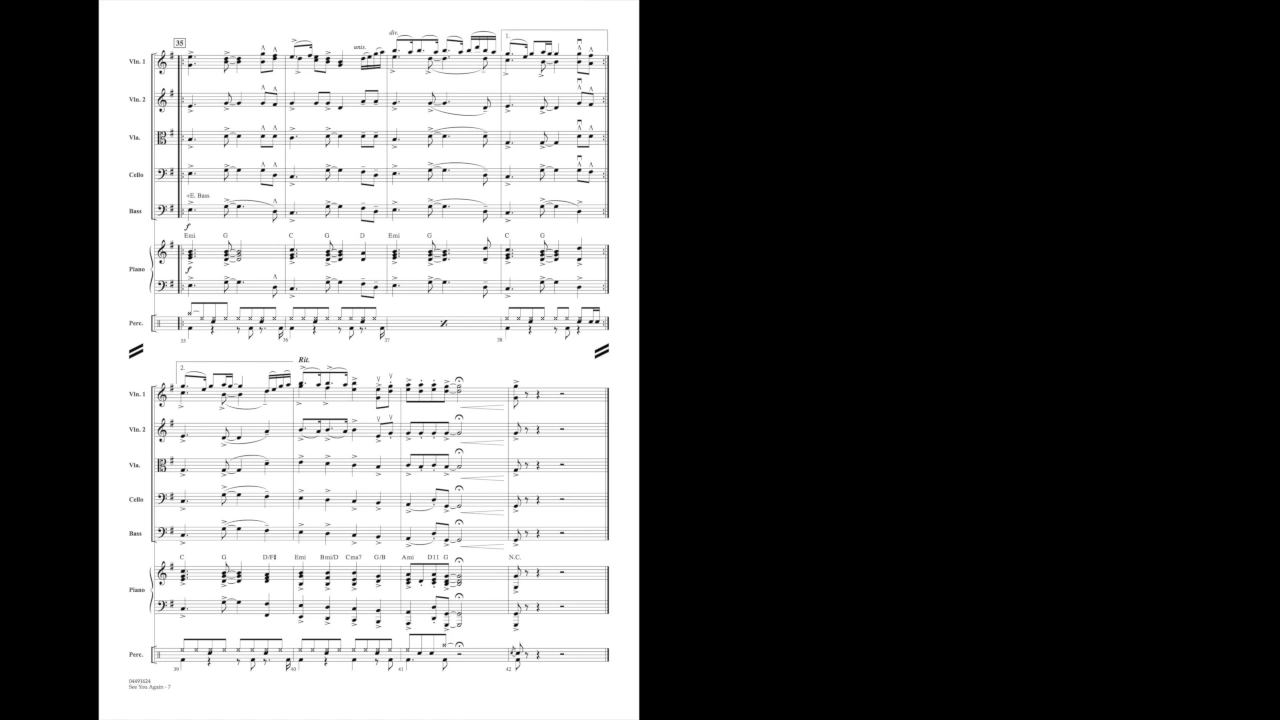 35
div.
unis.
1.
Vln. 1
Vln. 2
Vla.
Cello
+E. Bass
Bass
f
Emi G C G D Emi G C G
Piano
f
Perc.
35 36 37 38
2.
Rit.
Vln. 1
Vln. 2
Vla.
Cello
Bass
C G D/F# Emi Bmi/D Cma7 G/B Ami D11 G N.C.
Piano
Perc.
39 40 41 42
04491624
See You Again - 7